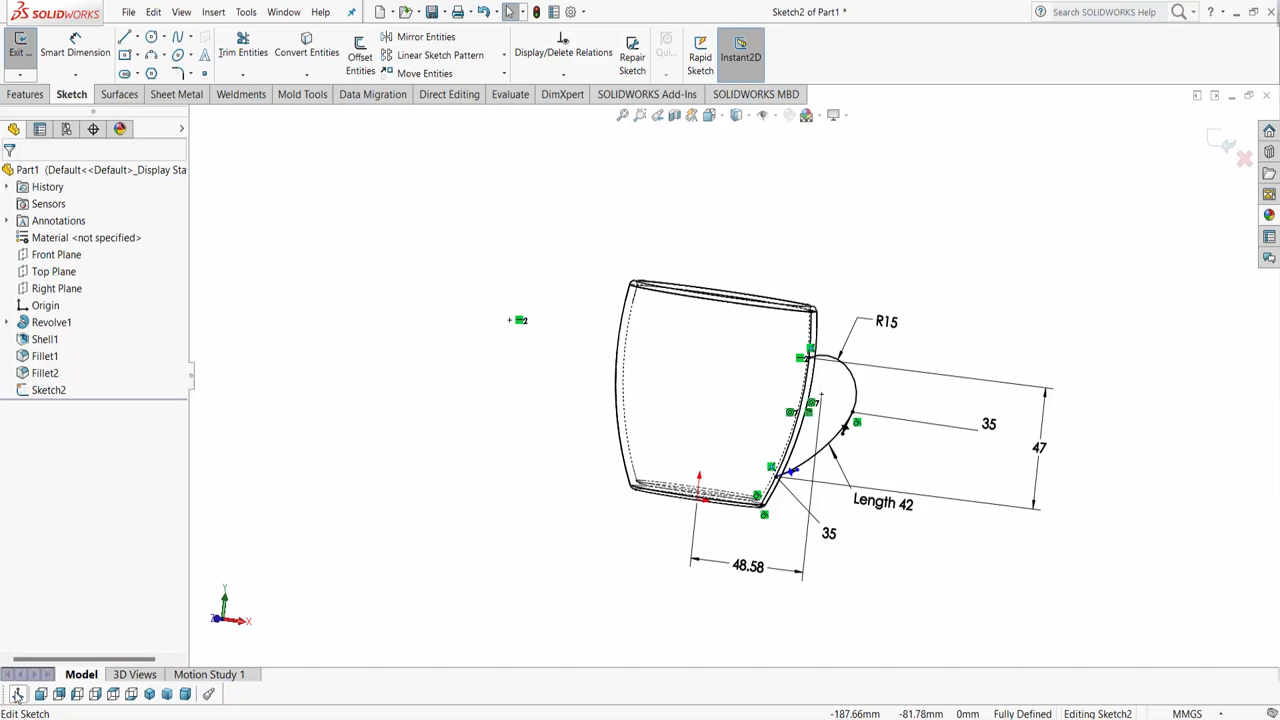 SOLIDWORKS
File
Edit
View
Insert
Tools
Window
Help
Sketch2 of Part1 *
Search SOLIDWORKS Help
?
Exit ...
Smart Dimension
Trim Entities
Convert Entities
Offset
Entities
Mirror Entities
Linear Sketch Pattern
Move Entities
Display/Delete Relations
Repair
Sketch
Qui...
Rapid
Sketch
Instant2D
Features
Sketch
Surfaces
Sheet Metal
Weldments
Mold Tools
Data Migration
Direct Editing
Evaluate
DimXpert
SOLIDWORKS Add-Ins
SOLIDWORKS MBD
Part1 (Default<<Default>_Display Sta
History
Sensors
Annotations
Material <not specified>
Front Plane
Top Plane
Right Plane
Origin
Revolve1
Shell1
Fillet1
Fillet2
Sketch2
2
R15
2
7
7
35
47
Length 42
35
48.58
Y
Z
X
Model
3D Views
Motion Study 1
Edit Sketch
-187.66mm
-81.78mm
0mm
Fully Defined
Editing Sketch2
MMGS